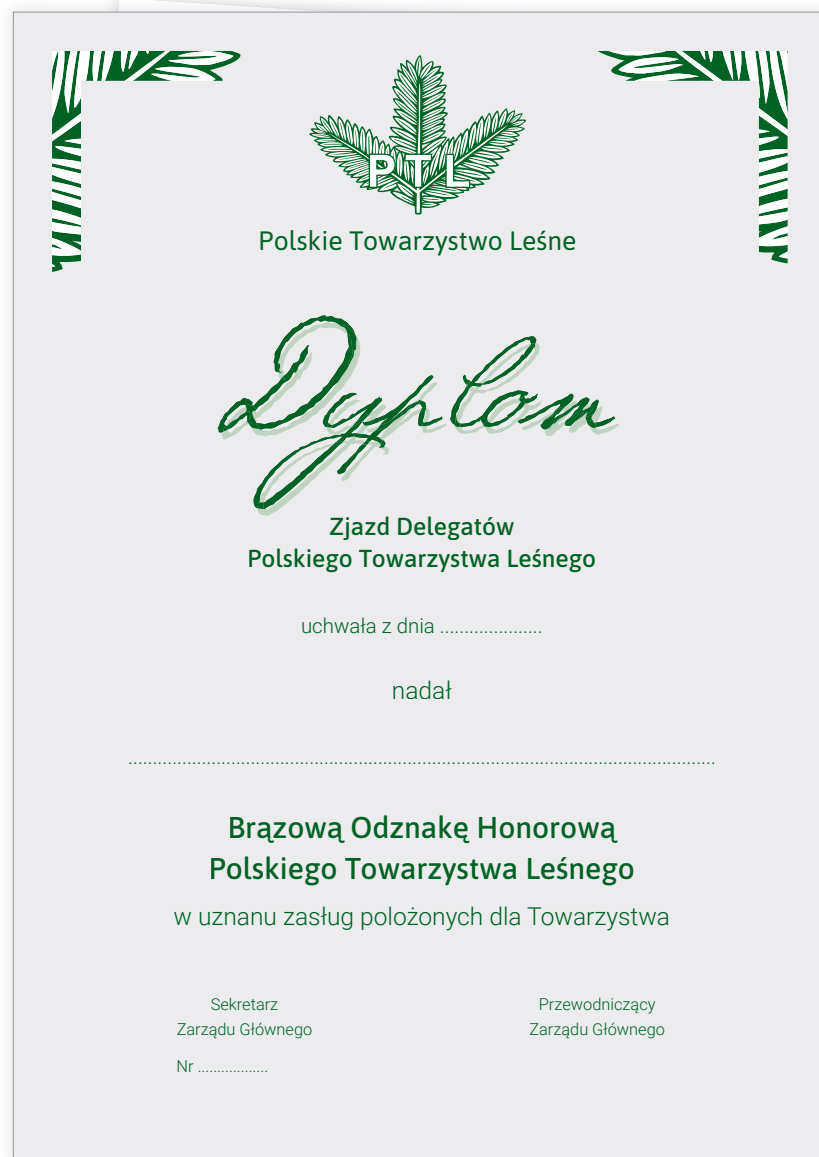 PTL
Polskie Towarzystwo Leśne
Dyplom
Zjazd Delegatów
Polskiego Towarzystwa Leśnego
uchwała z dnia .....................
nadał
.........................................................................................................................
Brązową Odznakę Honorową
Polskiego Towarzystwa Leśnego
w uznanu zasług polożonych dla Towarzystwa
Sekretarz
Zarządu Głównego
Nr ..................
Przewodniczący
Zarządu Głównego